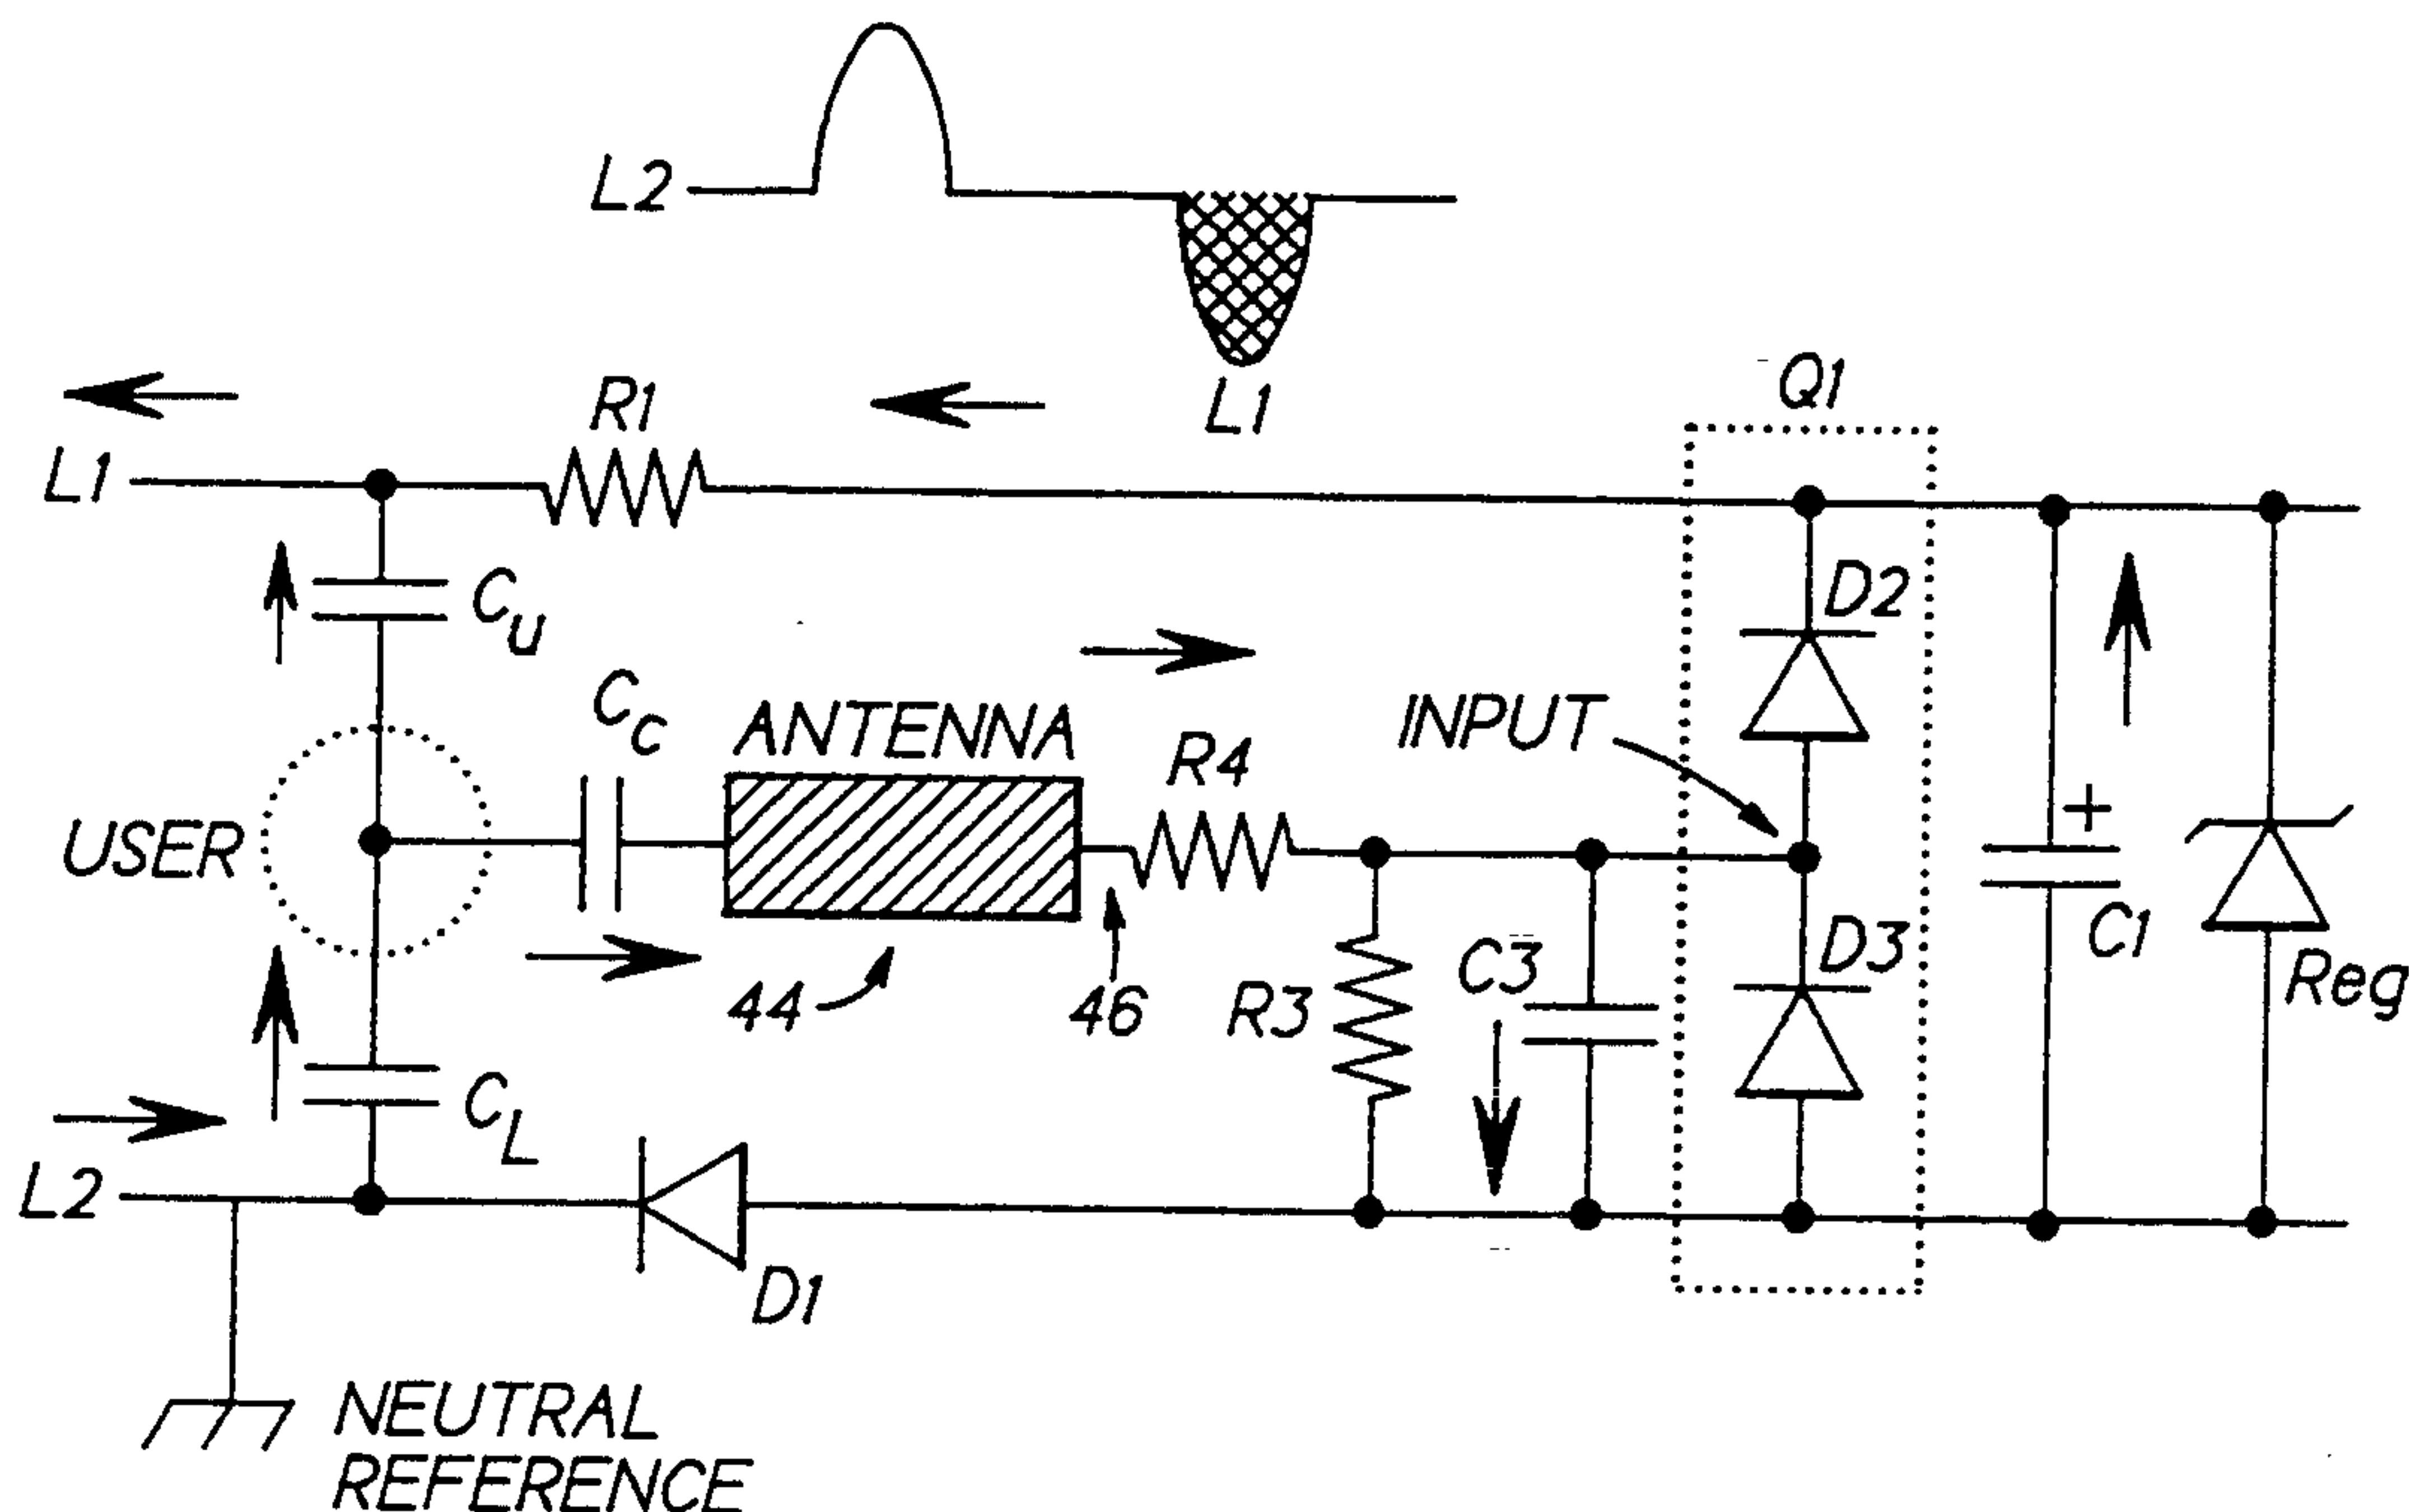 L2
L1
Q1
R1
L1
D2
Cu
Cc
ANTENNA
INPUT
R4
USER
+
C1
D3
C3
Reg
44
46
R3
CL
L2
D1
NEUTRAL
REFERENCE